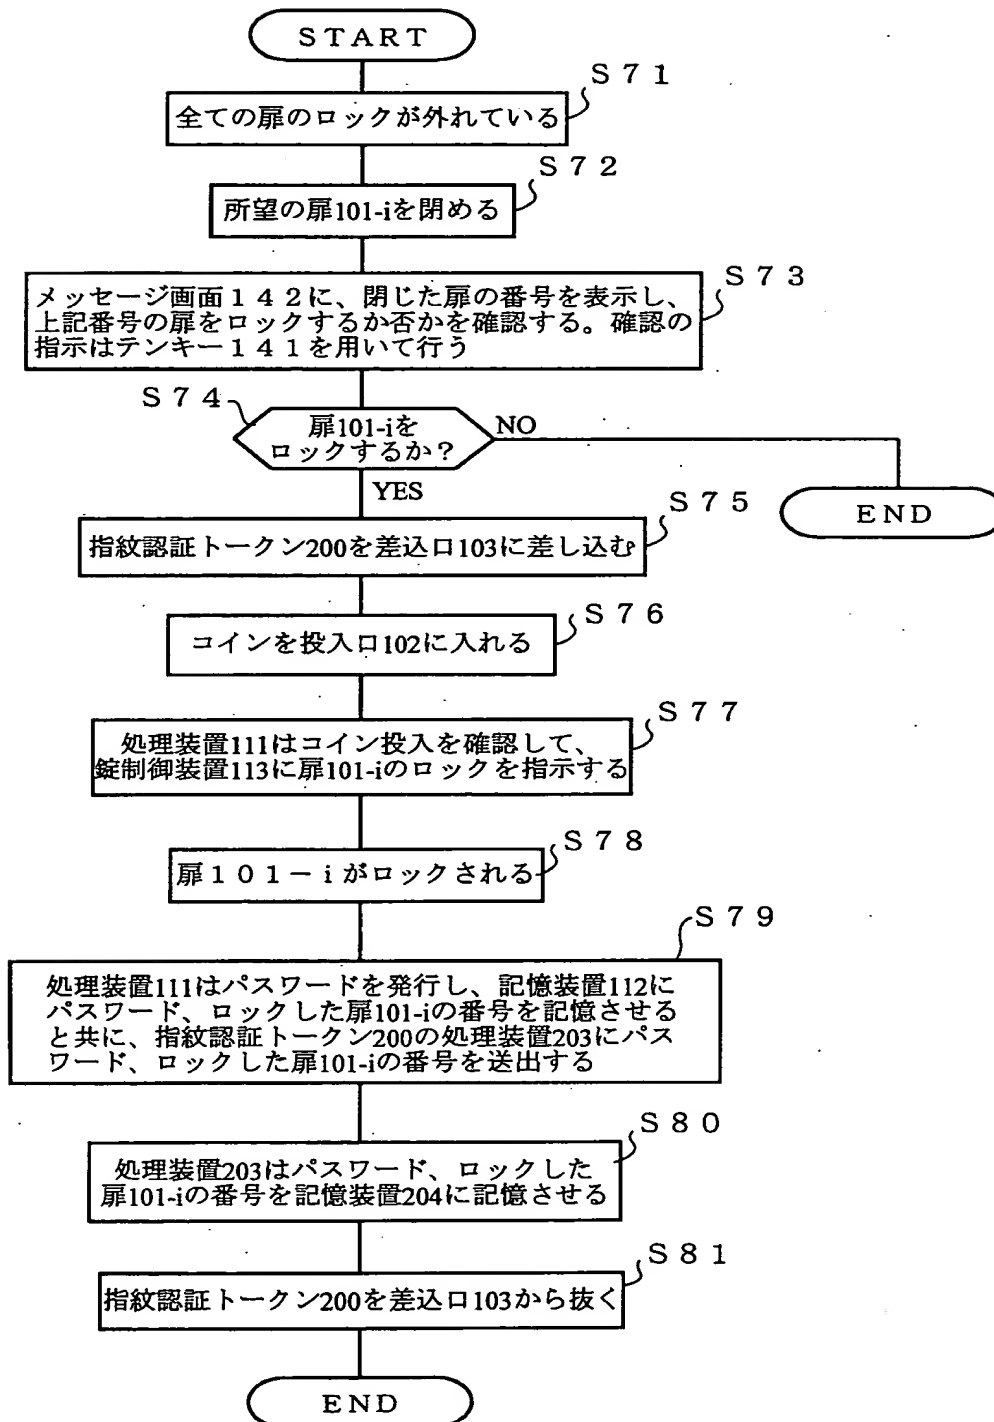 START
S71
全ての扉のロックが外れている
S72
所望の扉101-iを閉める
S73
メッセージ画面142に、閉じた扉の番号を表示し、
上記番号の扉をロックするか否かを確認する。確認の
指示はテンキー141を用いて行う
S74
扉101-iを
ロックするか？
NO
YES
END
S75
指紋認証トークン200を差込口103に差し込む
S76
コインを投入口102に入れる
S77
処理装置111はコイン投入を確認して、
錠制御装置113に扉101-iのロックを指示する
S78
扉101－iがロックされる
S79
処理装置111はパスワードを発行し、記憶装置112に
パスワード、ロックした扉101-iの番号を記憶させる
と共に、指紋認証トークン200の処理装置203にパス
ワード、ロックした扉101-iの番号を送出する
S80
処理装置203はパスワード、ロックした
扉101-iの番号を記憶装置204に記憶させる
S81
指紋認証トークン200を差込口103から抜く
END